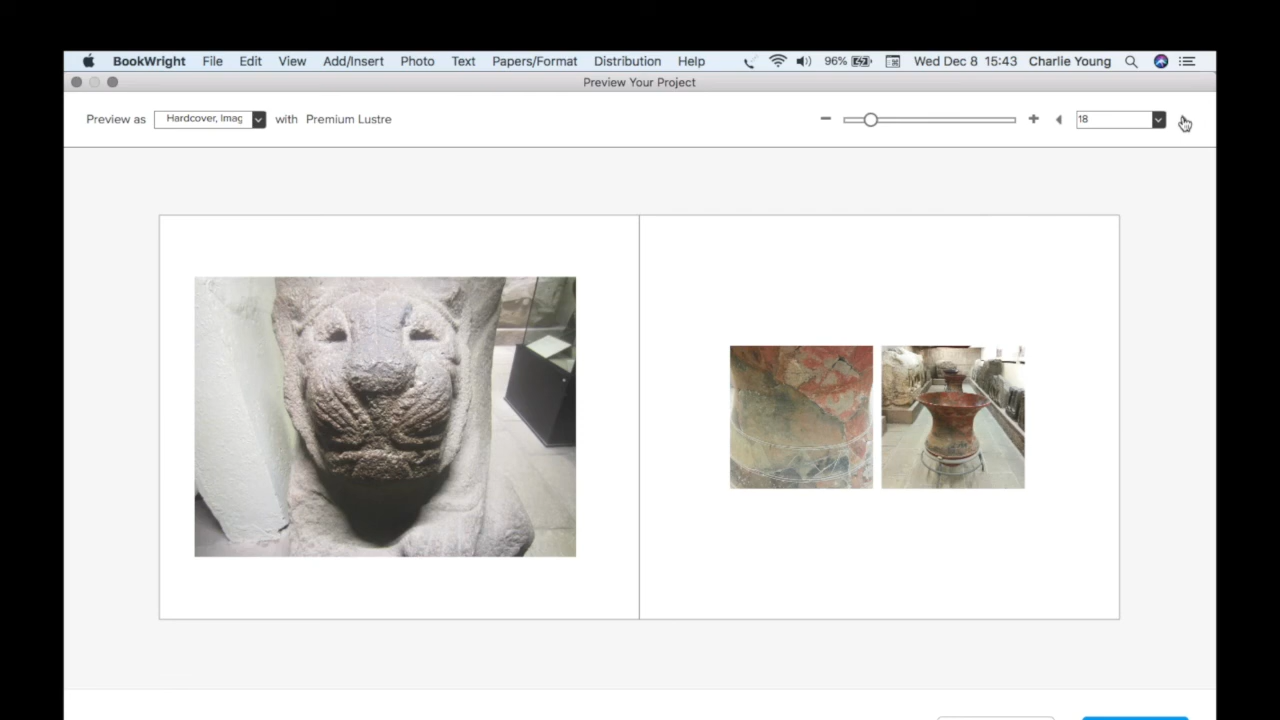 BookWright File Edit View Add/Insert Photo Text Papers/Format Distribution Help 96% Wed Dec 8 15:43 Charlie Young
Preview Your Project
Preview as Hardcover, Imag with Premium Lustre 18